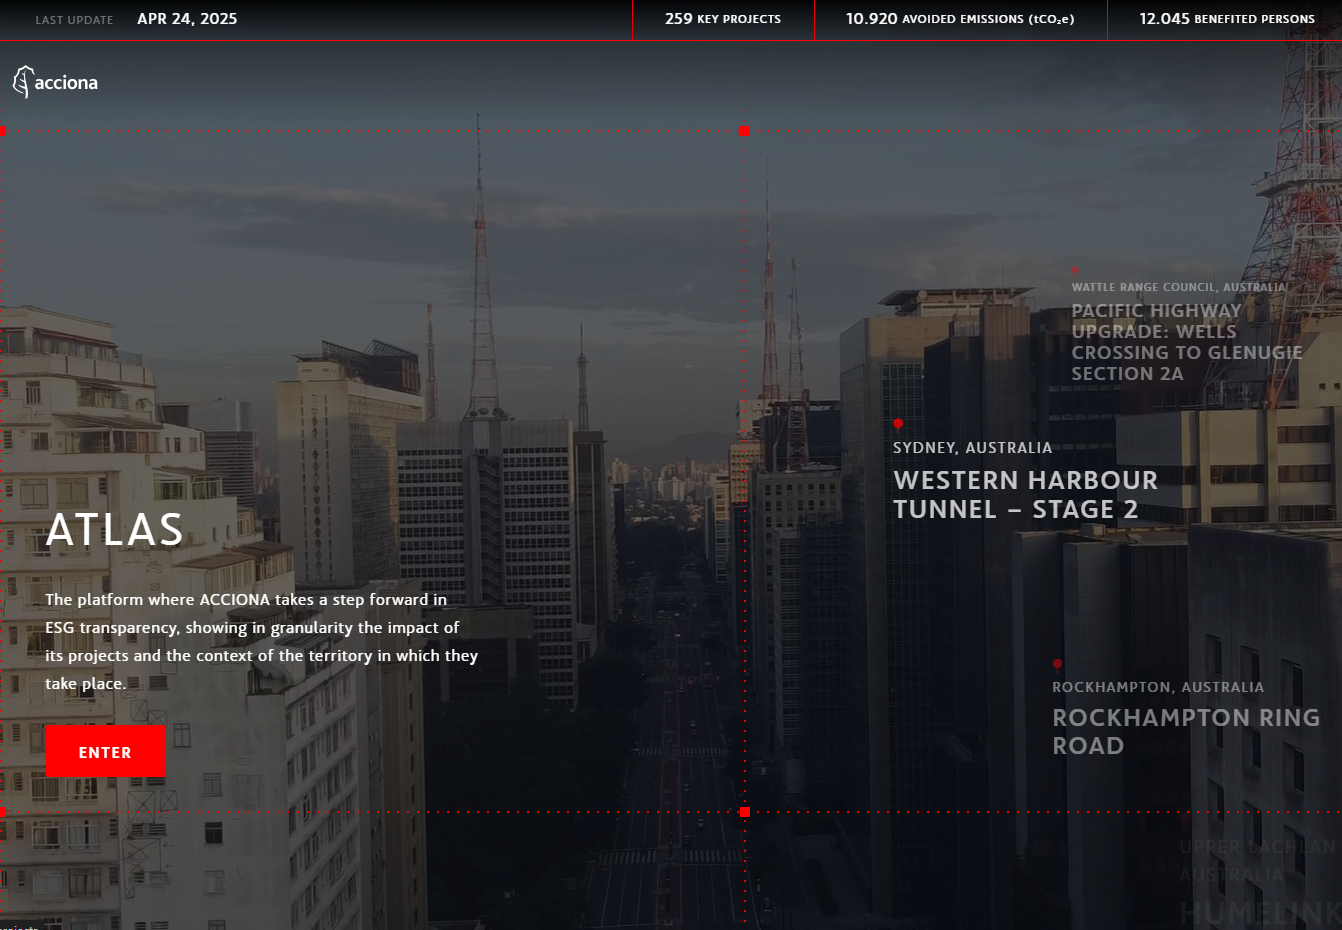 LAST UPDATE APR 24, 2025
259 KEY PROJECTS
10.920 AVOIDED EMISSIONS (tCO₂e)
12.045 BENEFITED PERSONS
acciona
WATTLE RANGE COUNCIL, AUSTRALIA
PACIFIC HIGHWAY
UPGRADE: WELLS
CROSSING TO GLENUGIE
SECTION 2A
SYDNEY, AUSTRALIA
WESTERN HARBOUR
TUNNEL – STAGE 2
ATLAS
The platform where ACCIONA takes a step forward in
ESG transparency, showing in granularity the impact of
its projects and the context of the territory in which they
take place.
ENTER
ROCKHAMPTON, AUSTRALIA
ROCKHAMPTON RING
ROAD
UPPER LACHLAN
AUSTRALIA
HUMELINK